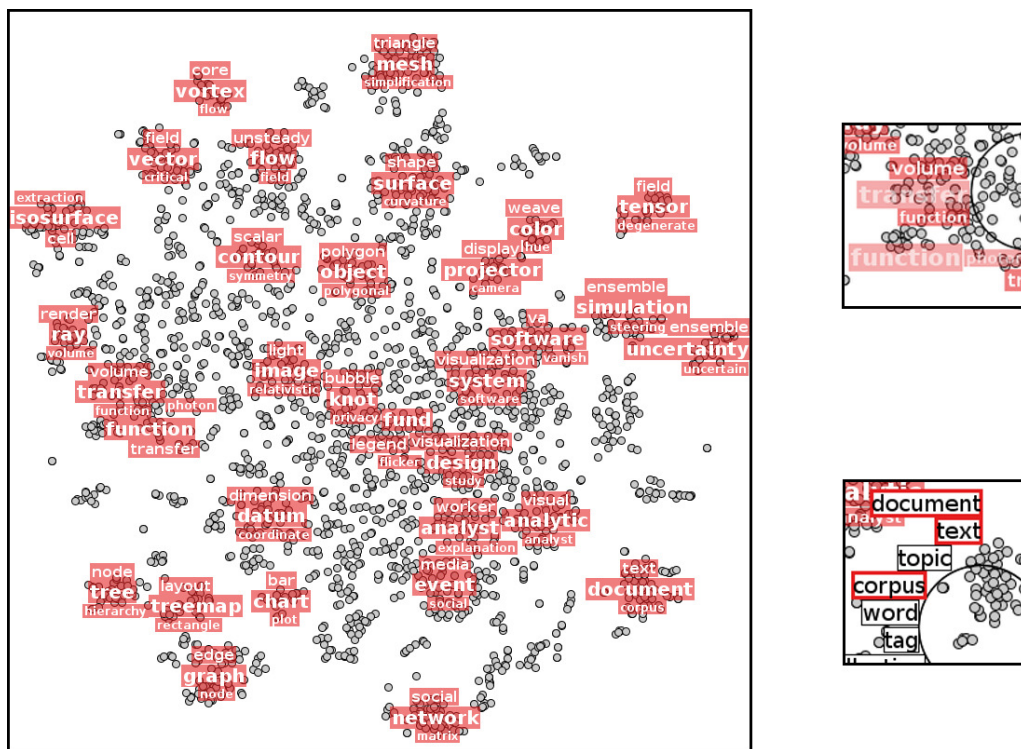 triangle
mesh
simplification
core
vortex
flow
field
vector
critical
unsteady
flow
field
shape
surface
curvature
extraction
isosurface
cell
field
tensor
degenerate
weave
color
hue
scalar
contour
symmetry
polygon
object
polygonal
display
projector
camera
ensemble
simulation
steering
ensemble
uncertainty
uncertain
va
software
vanish
render
ray
volume
light
image
relativistic
visualization
system
software
volume
transfer
function
photon
function
transfer
bubble
knot
privacy
fund
legend
flicker
visualization
design
study
dimension
datum
coordinate
worker
analyst
explanation
visual
analytic
analyst
media
event
social
text
document
corpus
node
tree
hierarchy
layout
treemap
rectangle
bar
chart
plot
edge
graph
node
social
network
matrix
volume
volume
transfer
function
function
document
text
analyst
topic
corpus
word
tag